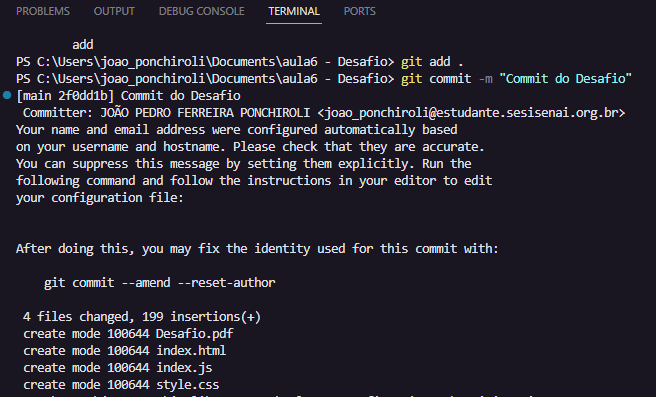 PROBLEMS OUTPUT DEBUG CONSOLE TERMINAL PORTS
add
PS C:\Users\joao_ponchiroli\Documents\aula6 - Desafio> git add .
PS C:\Users\joao_ponchiroli\Documents\aula6 - Desafio> git commit -m "Commit do Desafio"
[main 2f0dd1b] Commit do Desafio
Committer: JOÃO PEDRO FERREIRA PONCHIROLI <joao_ponchiroli@estudante.sesisenai.org.br>
Your name and email address were configured automatically based
on your username and hostname. Please check that they are accurate.
You can suppress this message by setting them explicitly. Run the
following command and follow the instructions in your editor to edit
your configuration file:
After doing this, you may fix the identity used for this commit with:
git commit --amend --reset-author
4 files changed, 199 insertions(+)
create mode 100644 Desafio.pdf
create mode 100644 index.html
create mode 100644 index.js
create mode 100644 style.css